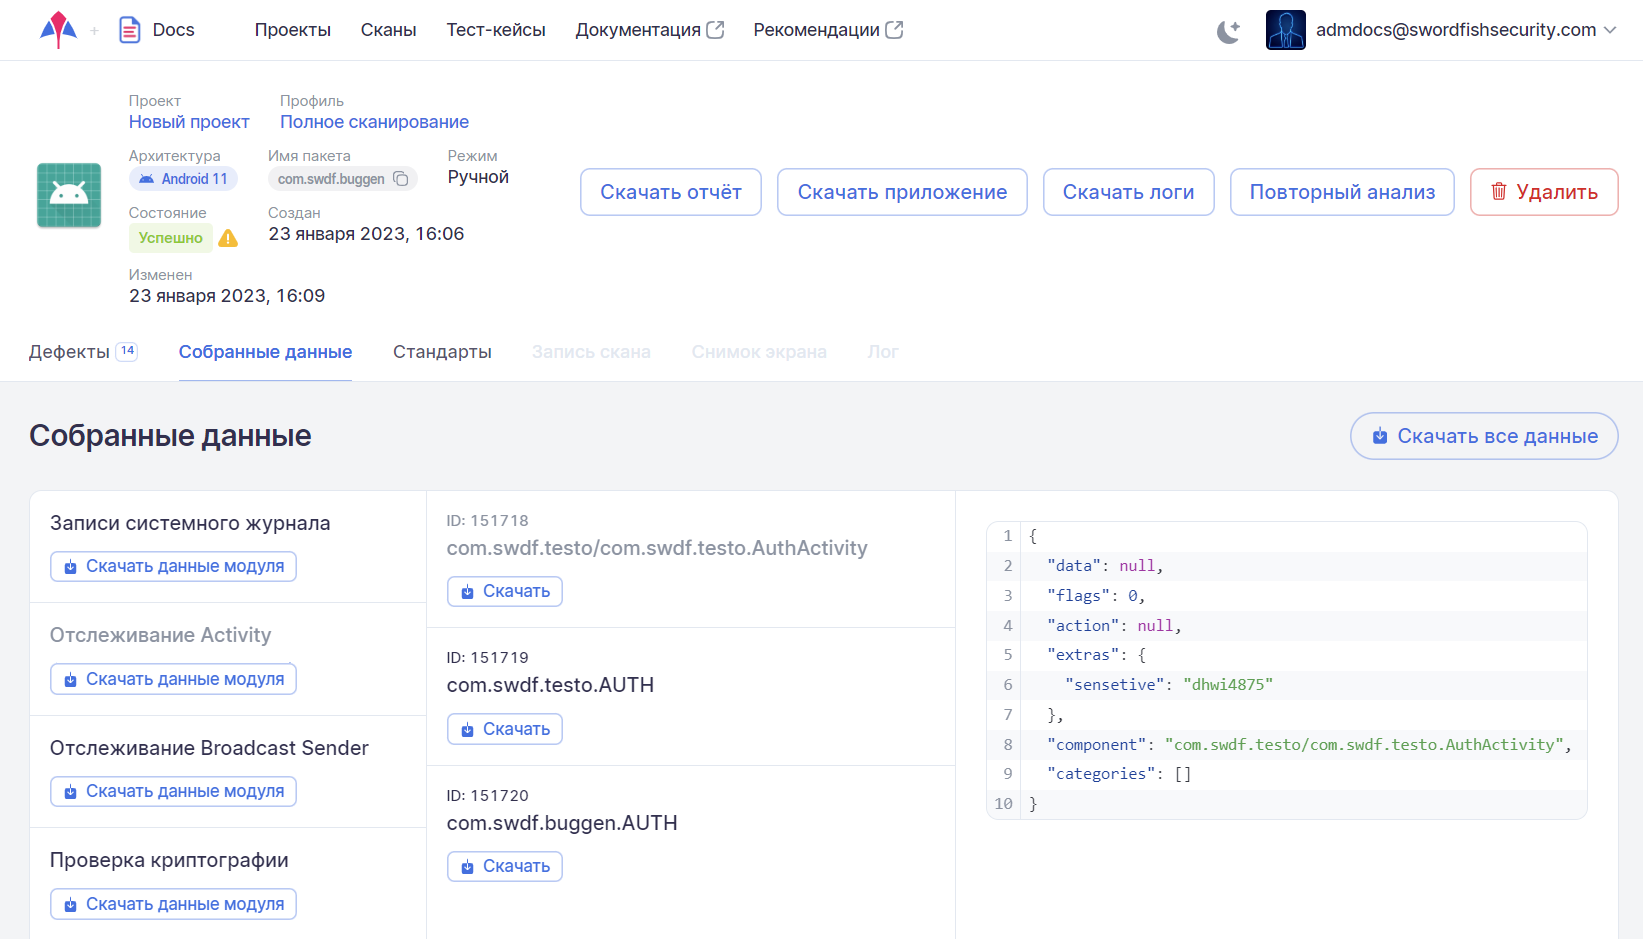 Docs Проекты Сканы Тест-кейсы Документация Рекомендации admdocs@swordfishsecurity.com
Проект Профиль
Новый проект Полное сканирование
Архитектура Имя пакета Режим
Android 11 com.swdf.buggen Ручной
Скачать отчёт Скачать приложение Скачать логи Повторный анализ Удалить
Состояние Создан
Успешно 23 января 2023, 16:06
Изменен
23 января 2023, 16:09
Дефекты 14 Собранные данные Стандарты Запись скана Снимок экрана Лог
Собранные данные Скачать все данные
Записи системного журнала
Скачать данные модуля
Отслеживание Activity
Скачать данные модуля
Отслеживание Broadcast Sender
Скачать данные модуля
Проверка криптографии
Скачать данные модуля
ID: 151718
com.swdf.testo/com.swdf.testo.AuthActivity
Скачать
ID: 151719
com.swdf.testo.AUTH
Скачать
ID: 151720
com.swdf.buggen.AUTH
Скачать
1 {
2 "data": null,
3 "flags": 0,
4 "action": null,
5 "extras": {
6 "sensetive": "dhwi4875"
7 },
8 "component": "com.swdf.testo/com.swdf.testo.AuthActivity",
9 "categories": []
10 }